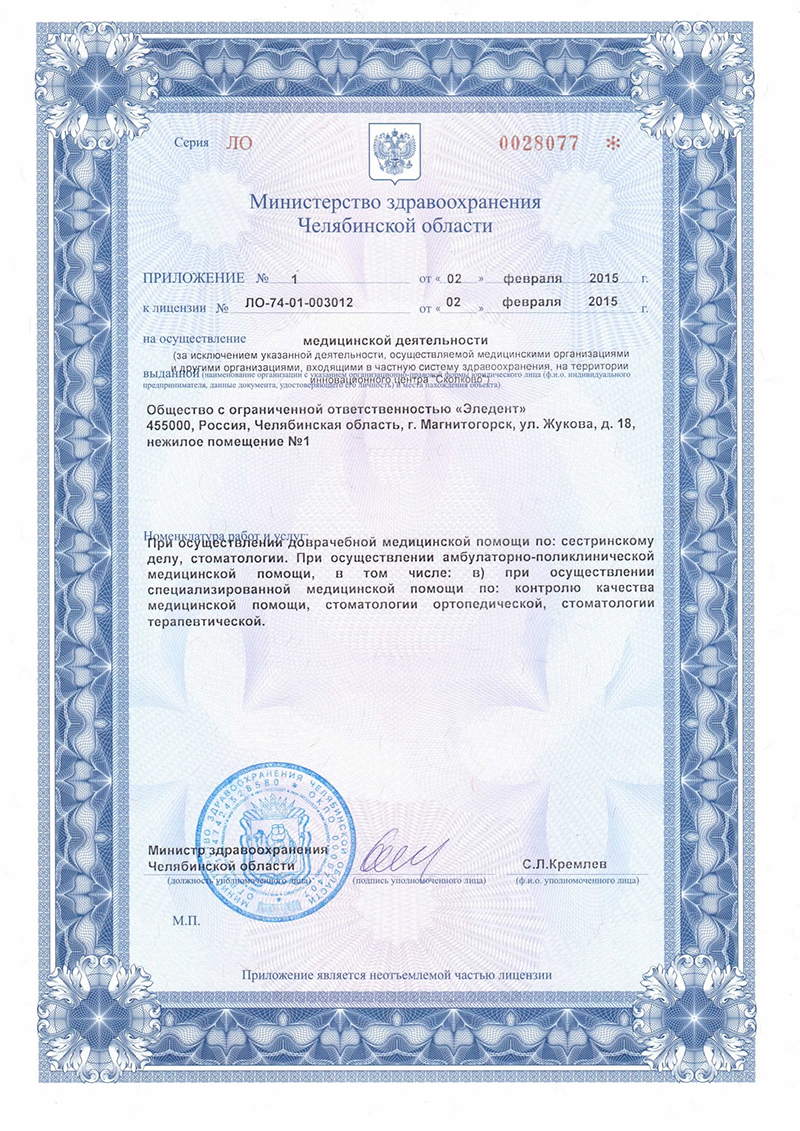 Серия ЛО 0028077 *
Министерство здравоохранения
Челябинской области
ПРИЛОЖЕНИЕ № 1 от « 02 » февраля 2015 г.
к лицензии № ЛО-74-01-003012 от « 02 » февраля 2015 г.
на осуществление медицинской деятельности
(за исключением указанной деятельности, осуществляемой медицинскими организациями
и другими организациями, входящими в частную систему здравоохранения, на территории
инновационного центра "Сколково")
выданной (наименование организации с указанием организационно-правовой формы юридического лица (ф.и.о. индивидуального
предпринимателя, данные документа, удостоверяющего его личность) и места нахождения объекта)
Общество с ограниченной ответственностью «Эледент»
455000, Россия, Челябинская область, г. Магнитогорск, ул. Жукова, д. 18,
нежилое помещение №1
Номенклатура работ и услуг:
При осуществлении доврачебной медицинской помощи по: сестринскому
делу, стоматологии. При осуществлении амбулаторно-поликлинической
медицинской помощи, в том числе: в) при осуществлении
специализированной медицинской помощи по: контролю качества
медицинской помощи, стоматологии ортопедической, стоматологии
терапевтической.
Министр здравоохранения
Челябинской области С.Л.Кремлев
(должность уполномоченного лица) (подпись уполномоченного лица) (ф.и.о. уполномоченного лица)
М.П.
ЗДРАВООХРАНЕНИЯ ЧЕЛЯБИНСКОЙ ОБЛАСТИ
Приложение является неотъемлемой частью лицензии